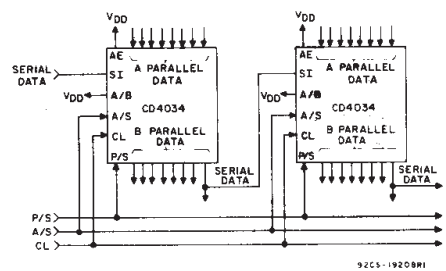 VDD
AE
SERIAL DATA
SI
A PARALLEL DATA
VDD
A/B
CD4034
A/S
CL
B PARALLEL DATA
P/S
SERIAL DATA
VDD
AE
SI
A PARALLEL DATA
VDD
A/B
CD4034
A/S
CL
B PARALLEL DATA
P/S
SERIAL DATA
P/S
A/S
CL
92CS-19208R1